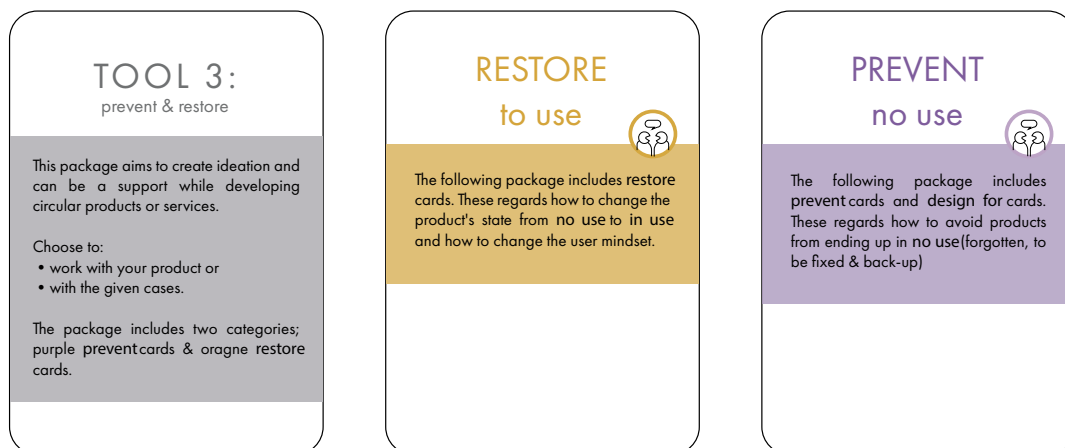 TOOL 3:
prevent & restore
This package aims to create ideation and
can be a support while developing
circular products or services.
Choose to:
• work with your product or
• with the given cases.
The package includes two categories;
purple prevent cards & oragne restore
cards.
RESTORE
to use
The following package includes restore
cards. These regards how to change the
product's state from no use to in use
and how to change the user mindset.
PREVENT
no use
The following package includes
prevent cards and design for cards.
These regards how to avoid products
from ending up in no use(forgotten, to
be fixed & back-up)